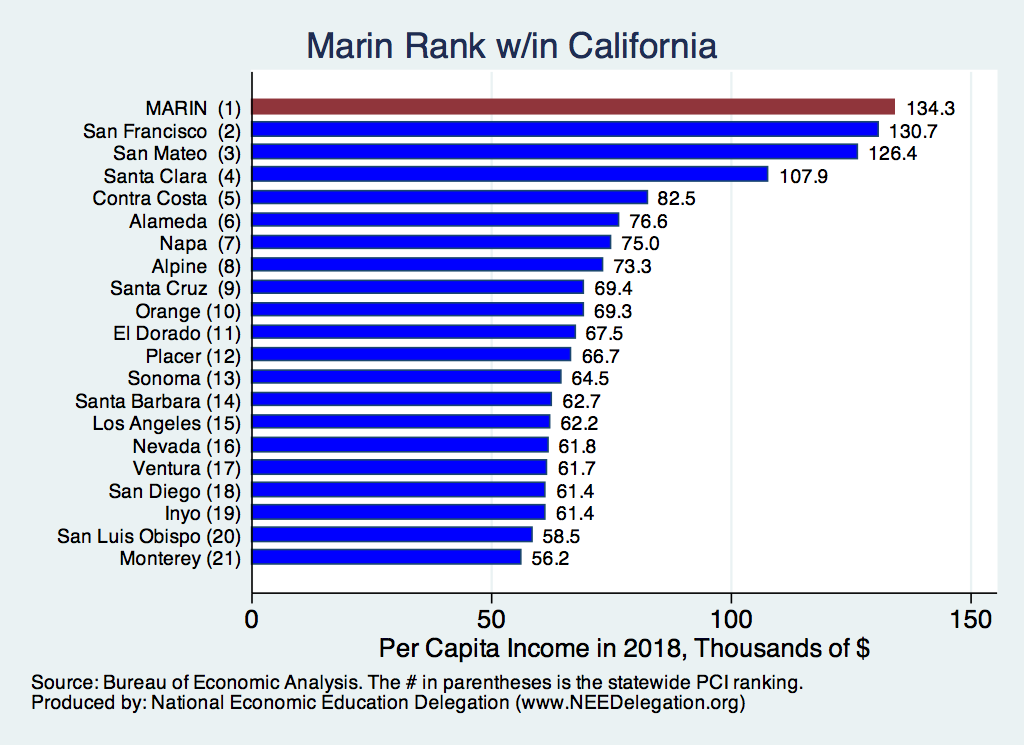 Marin Rank w/in California
MARIN (1) 134.3
San Francisco (2) 130.7
San Mateo (3) 126.4
Santa Clara (4) 107.9
Contra Costa (5) 82.5
Alameda (6) 76.6
Napa (7) 75.0
Alpine (8) 73.3
Santa Cruz (9) 69.4
Orange (10) 69.3
El Dorado (11) 67.5
Placer (12) 66.7
Sonoma (13) 64.5
Santa Barbara (14) 62.7
Los Angeles (15) 62.2
Nevada (16) 61.8
Ventura (17) 61.7
San Diego (18) 61.4
Inyo (19) 61.4
San Luis Obispo (20) 58.5
Monterey (21) 56.2
0 50 100 150
Per Capita Income in 2018, Thousands of $
Source: Bureau of Economic Analysis. The # in parentheses is the statewide PCI ranking.
Produced by: National Economic Education Delegation (www.NEEDelegation.org)